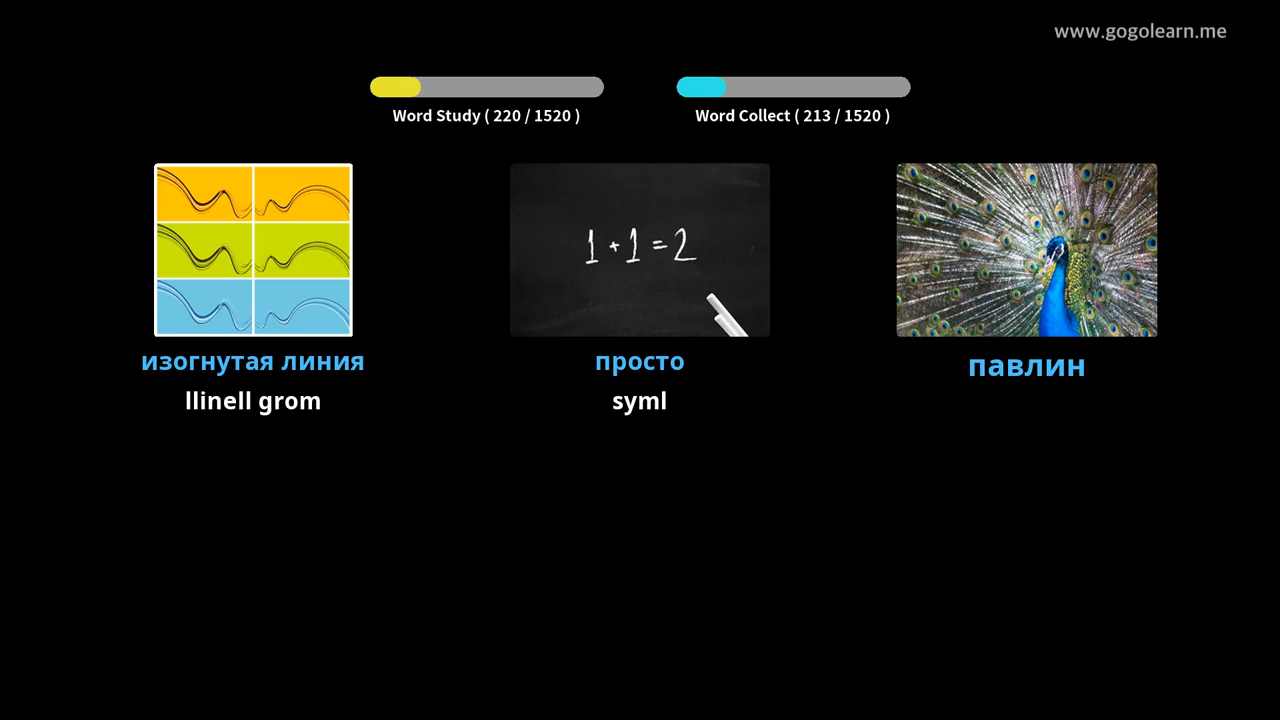 www.gogolearn.me
Word Study ( 220 / 1520 )
Word Collect ( 213 / 1520 )
1 + 1 = 2
изогнутая линия
llinell grom
просто
syml
павлин